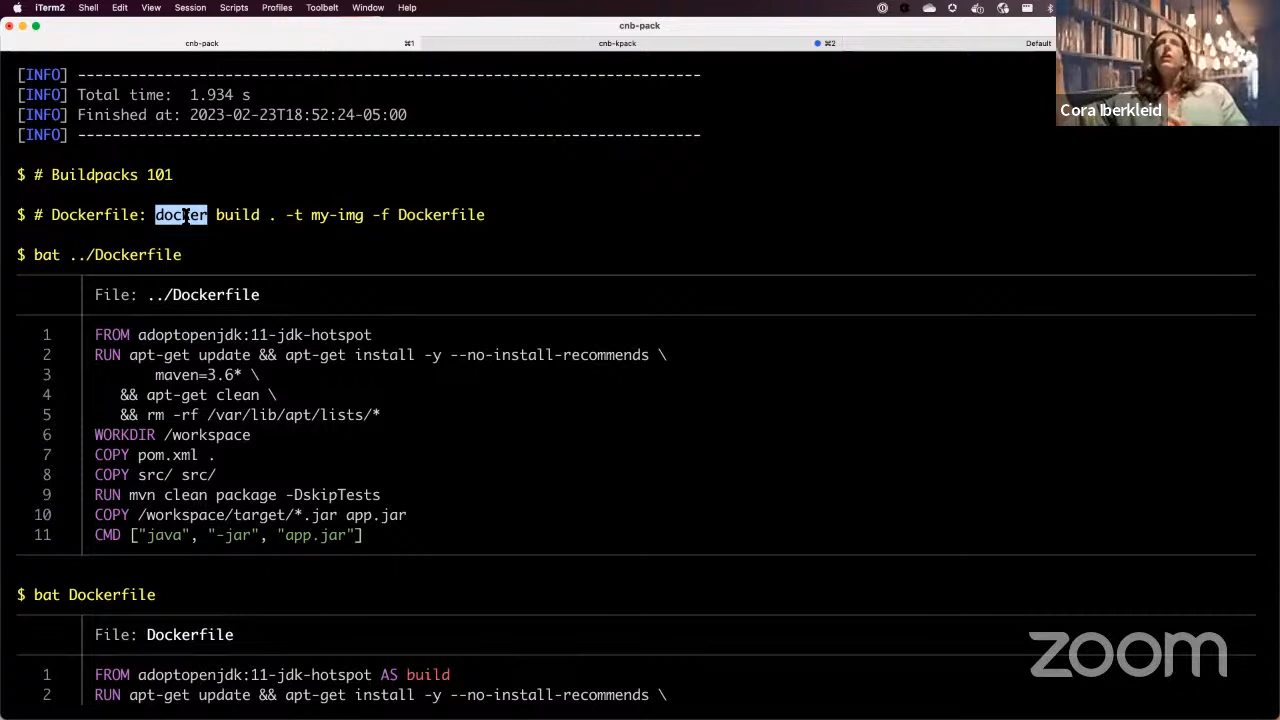 iTerm2 Shell Edit View Session Scripts Profiles Toolbelt Window Help
cnb-pack
cnb-pack ⌘1 cnb-kpack ⌘2 Default
[INFO] ------------------------------------------------------------------------
[INFO] Total time:  1.934 s
[INFO] Finished at: 2023-02-23T18:52:24-05:00
[INFO] ------------------------------------------------------------------------
Cora Iberkleid
$ # Buildpacks 101
$ # Dockerfile: docker build . -t my-img -f Dockerfile
$ bat ../Dockerfile
File: ../Dockerfile
1 FROM adoptopenjdk:11-jdk-hotspot
2 RUN apt-get update && apt-get install -y --no-install-recommends \
3 maven=3.6* \
4 && apt-get clean \
5 && rm -rf /var/lib/apt/lists/*
6 WORKDIR /workspace
7 COPY pom.xml .
8 COPY src/ src/
9 RUN mvn clean package -DskipTests
10 COPY /workspace/target/*.jar app.jar
11 CMD ["java", "-jar", "app.jar"]
$ bat Dockerfile
File: Dockerfile
1 FROM adoptopenjdk:11-jdk-hotspot AS build
2 RUN apt-get update && apt-get install -y --no-install-recommends \
zoom